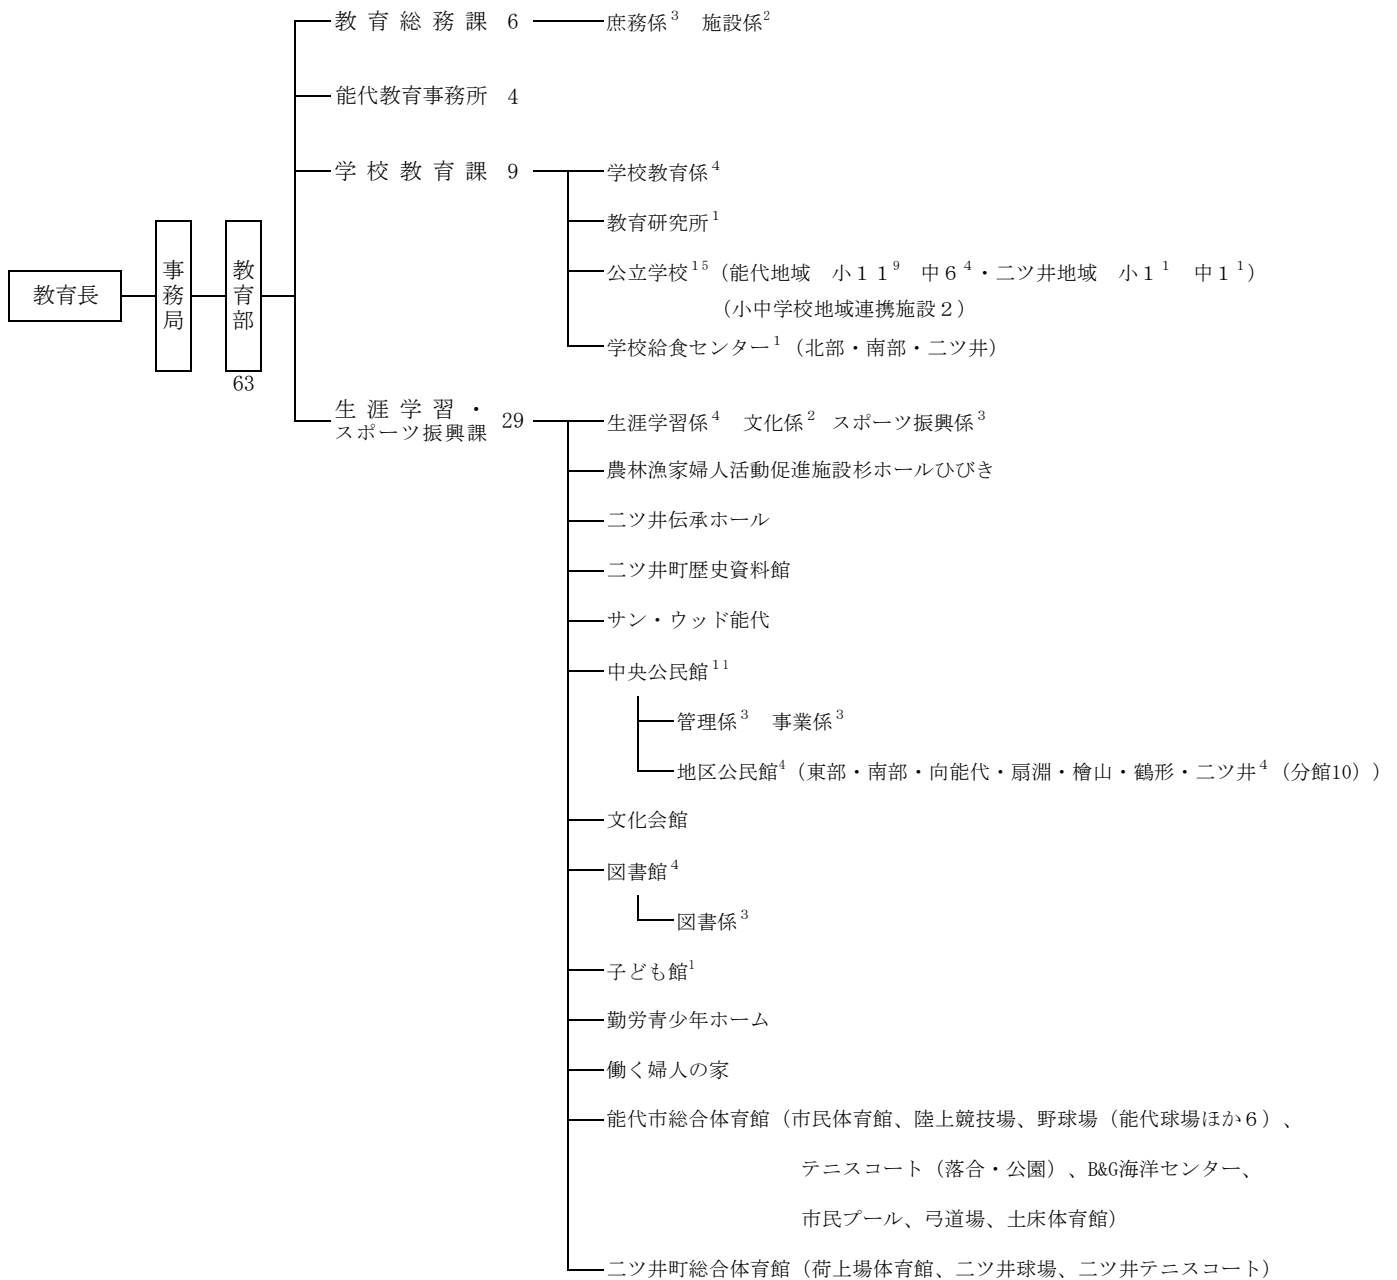 教育総務課 6 庶務係3 施設係2
能代教育事務所 4
学校教育課 9 学校教育係4
教育研究所1
公立学校15（能代地域 小１１9 中６4・二ツ井地域 小１1 中１1）
（小中学校地域連携施設２）
学校給食センター1（北部・南部・二ツ井）
教育長
事務局
教育部
63
生涯学習・
スポーツ振興課 29 生涯学習係4 文化係2 スポーツ振興係3
農林漁家婦人活動促進施設杉ホールひびき
二ツ井伝承ホール
二ツ井町歴史資料館
サン・ウッド能代
中央公民館11
管理係3 事業係3
地区公民館4（東部・南部・向能代・扇淵・檜山・鶴形・二ツ井4（分館10））
文化会館
図書館4
図書係3
子ども館1
勤労青少年ホーム
働く婦人の家
能代市総合体育館（市民体育館、陸上競技場、野球場（能代球場ほか６）、
テニスコート（落合・公園）、B&G海洋センター、
市民プール、弓道場、土床体育館）
二ツ井町総合体育館（荷上場体育館、二ツ井球場、二ツ井テニスコート）